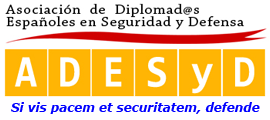 Asociación de Diplomad@s
Españoles en Seguridad y Defensa
ADESyD
Si vis pacem et securitatem, defende